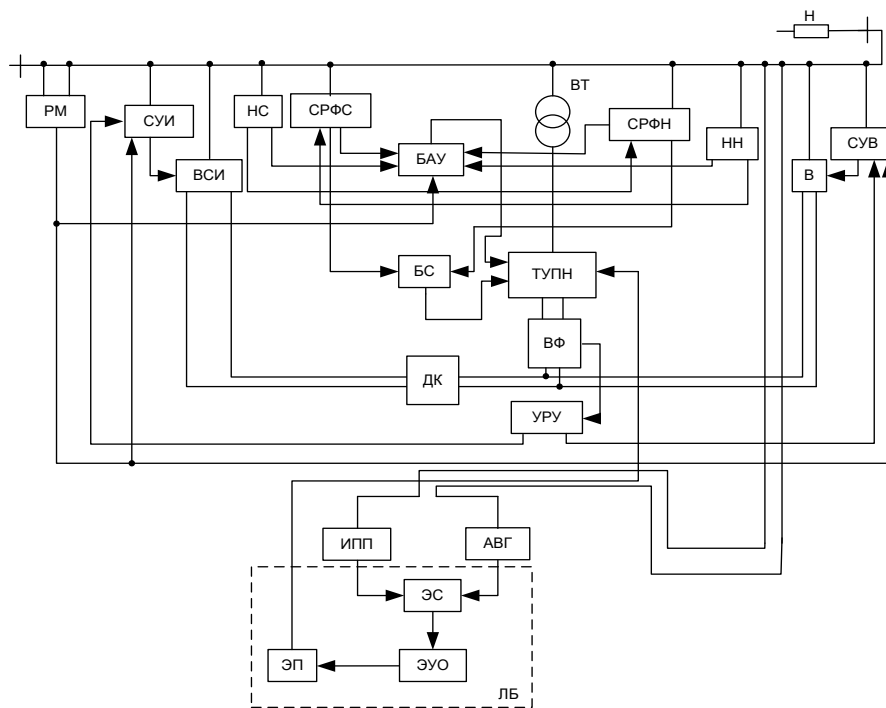 Н
ВТ
РМ
СУИ
НС
СРФС
СРФН
НН
СУВ
БАУ
ВСИ
В
БС
ТУПН
ВФ
ДК
УРУ
ИПП
АВГ
ЭС
ЭП
ЭУО
ЛБ